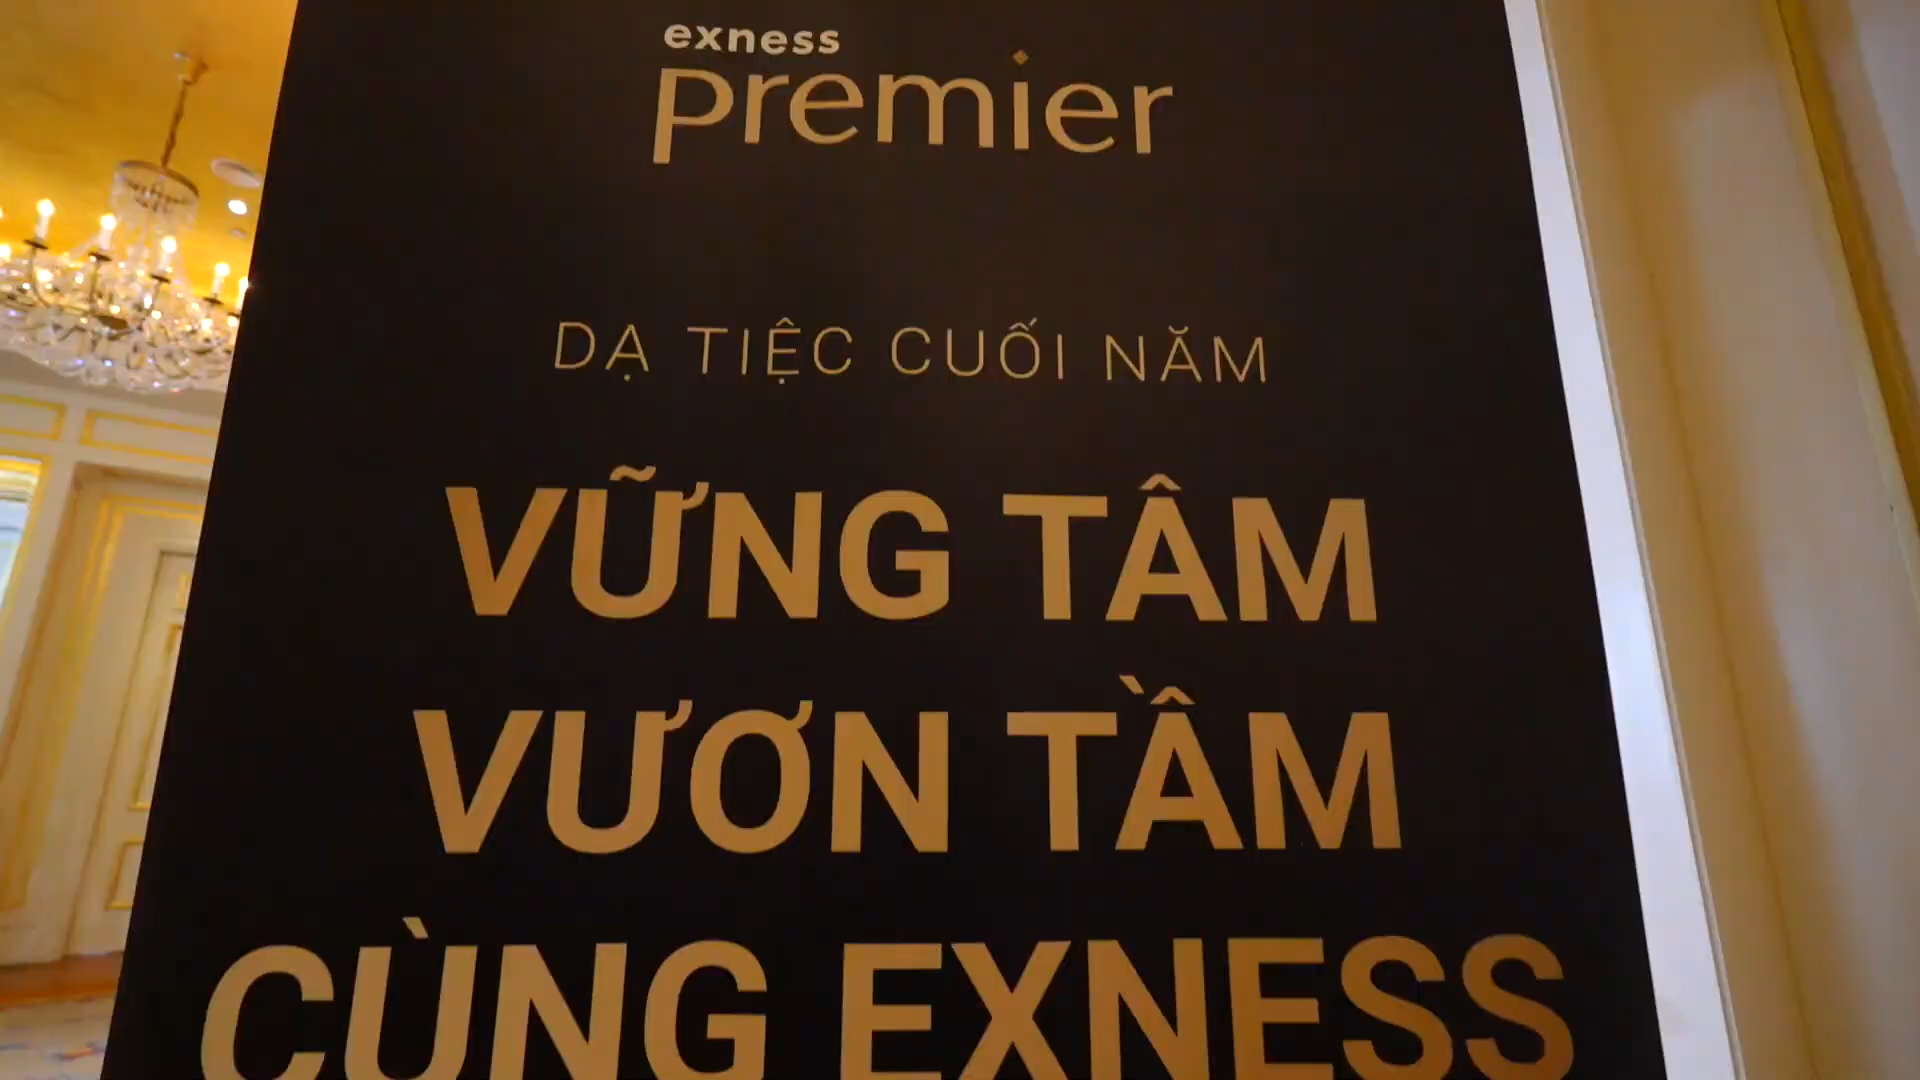 exness
premier
DẠ TIỆC CUỐI NĂM
VỮNG TÂM
VƯƠN TẦM
CÙNG EXNESS